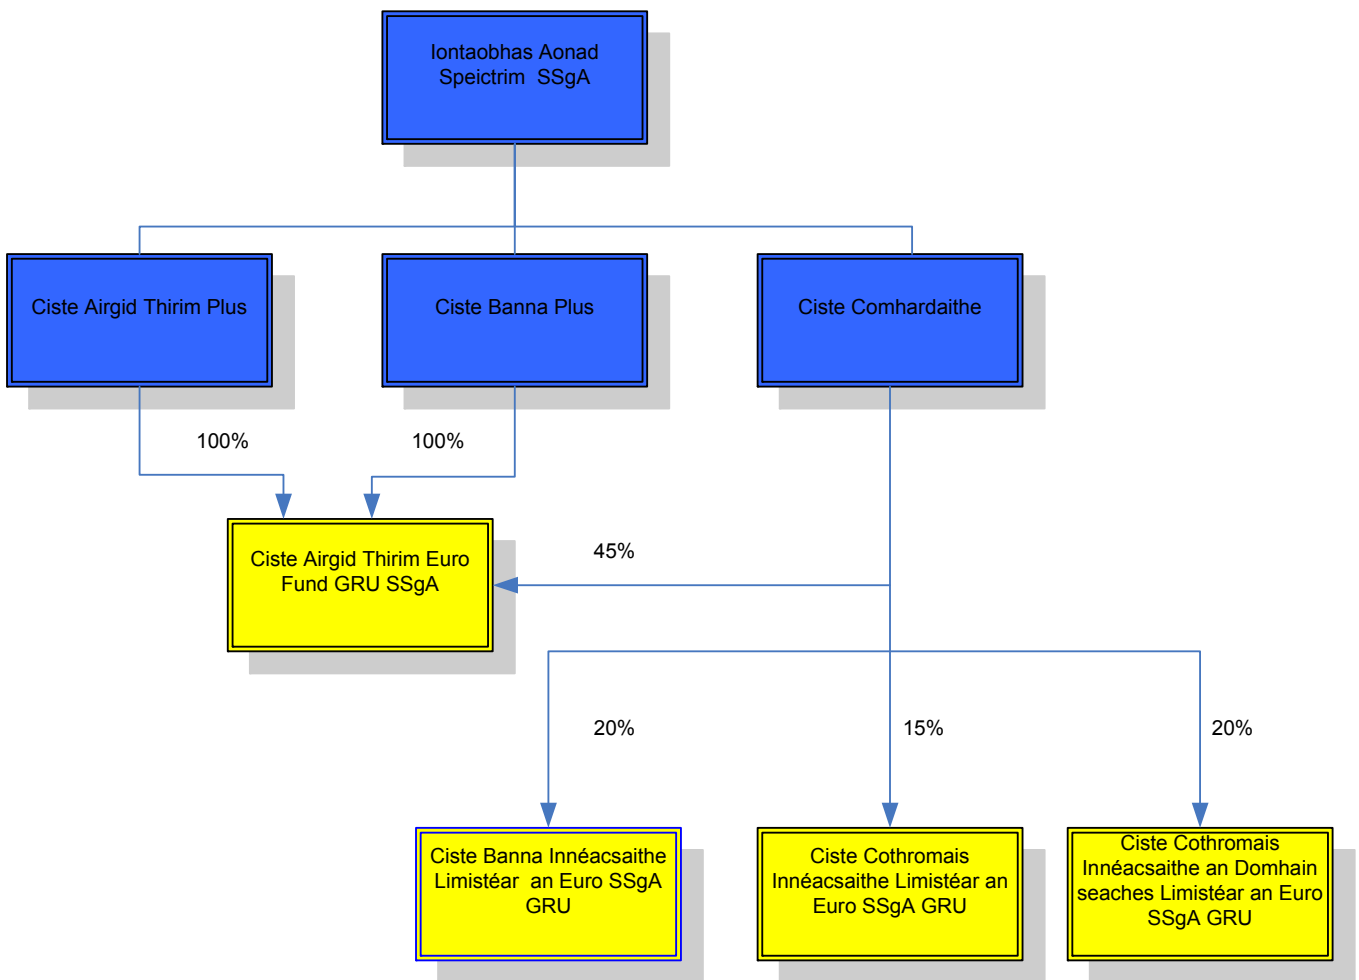 Iontaobhas Aonad
Speictrim SSgA
Ciste Airgid Thirim Plus
Ciste Banna Plus
Ciste Comhardaithe
100%
100%
Ciste Airgid Thirim Euro
Fund GRU SSgA
45%
20%
15%
20%
Ciste Banna Innéacsaithe
Limistéar an Euro SSgA
GRU
Ciste Cothromais
Innéacsaithe Limistéar an
Euro SSgA GRU
Ciste Cothromais
Innéacsaithe an Domhain
seaches Limistéar an Euro
SSgA GRU